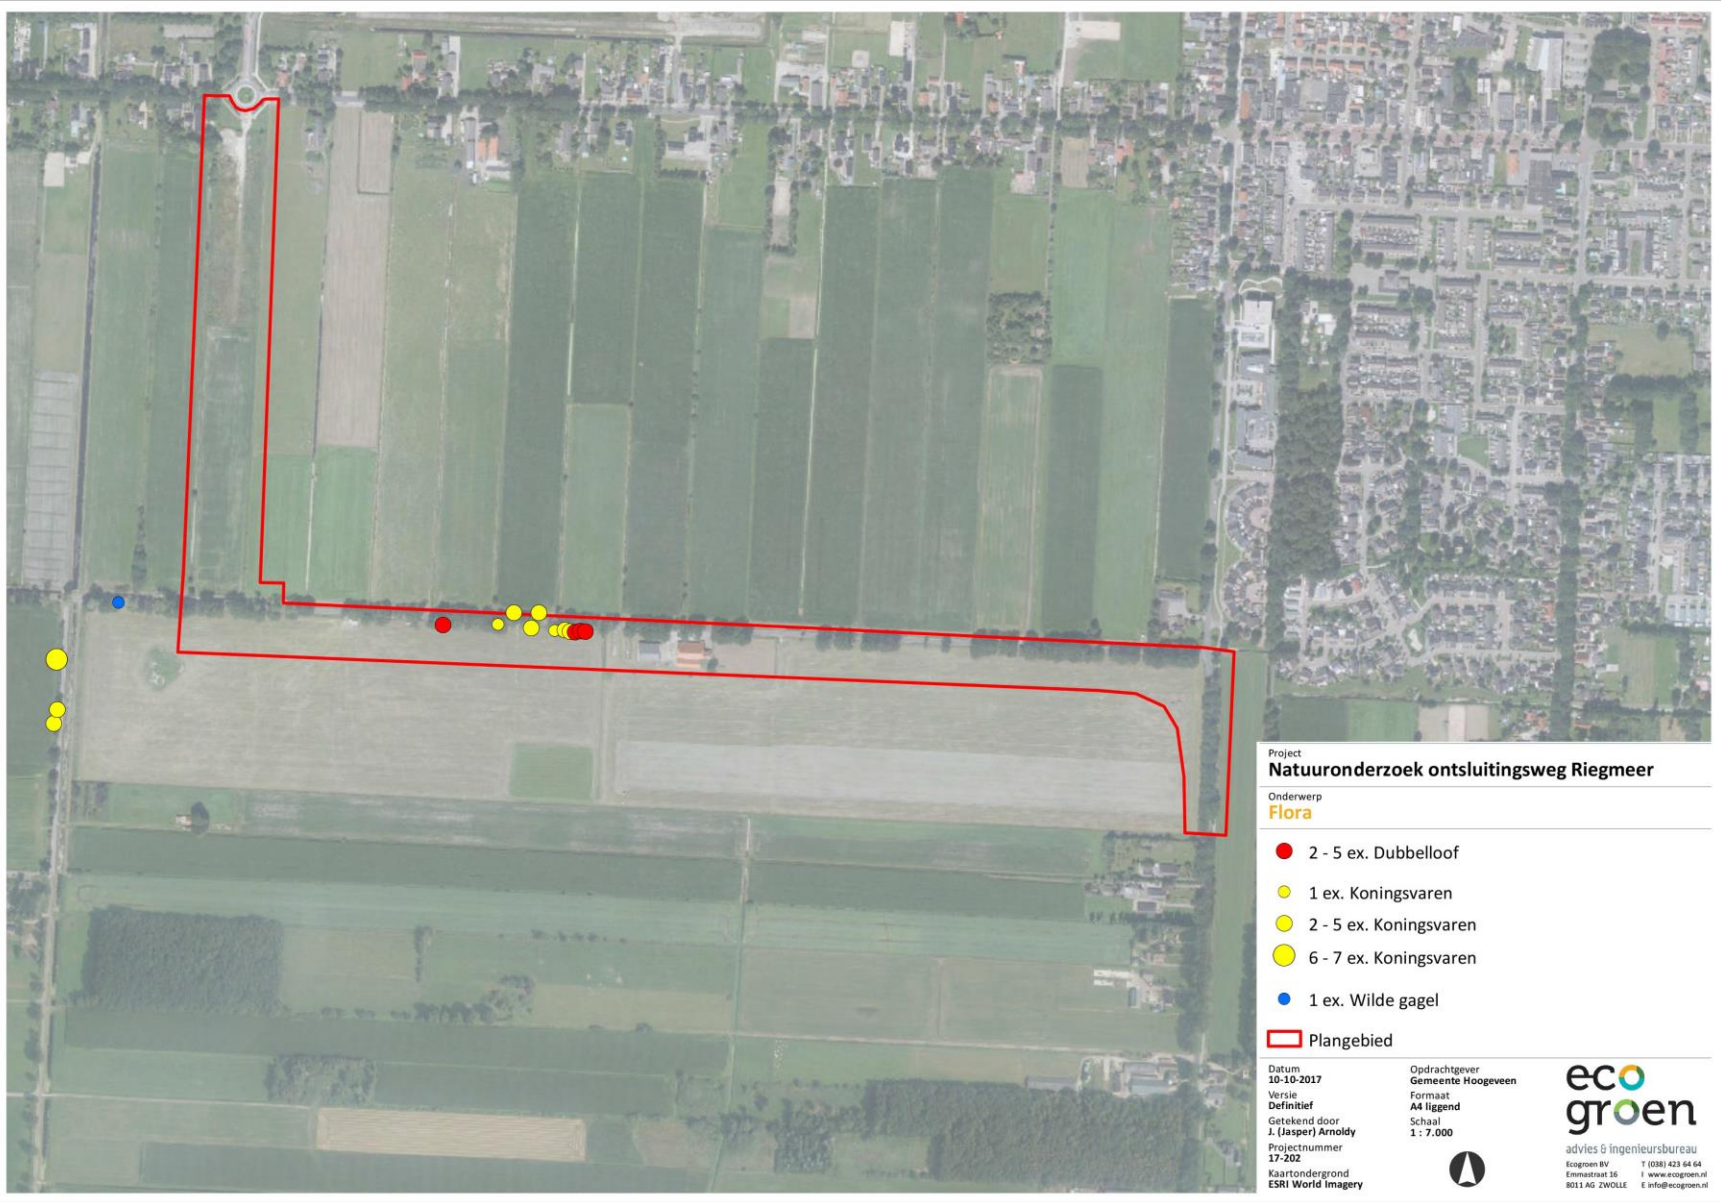 Project
Natuuronderzoek ontsluitingsweg Riegmeer
Onderwerp
Flora
2 - 5 ex. Dubbelloof
1 ex. Koningsvaren
2 - 5 ex. Koningsvaren
6 - 7 ex. Koningsvaren
1 ex. Wilde gagel
Plangebied
Datum
10-10-2017
Versie
Definitief
Getekend door
J. (Jasper) Arnoldy
Projectnummer
17-202
Kaartondergrond
ESRI World Imagery
Opdrachtgever
Gemeente Hoogeveen
Formaat
A4 liggend
Schaal
1 : 7.000
eco
groen
advies & ingenieursbureau
Ecogroen BV
Emmastraat 16
8011 AG ZWOLLE
T (038) 423 64 64
I www.ecogroen.nl
E info@ecogroen.nl